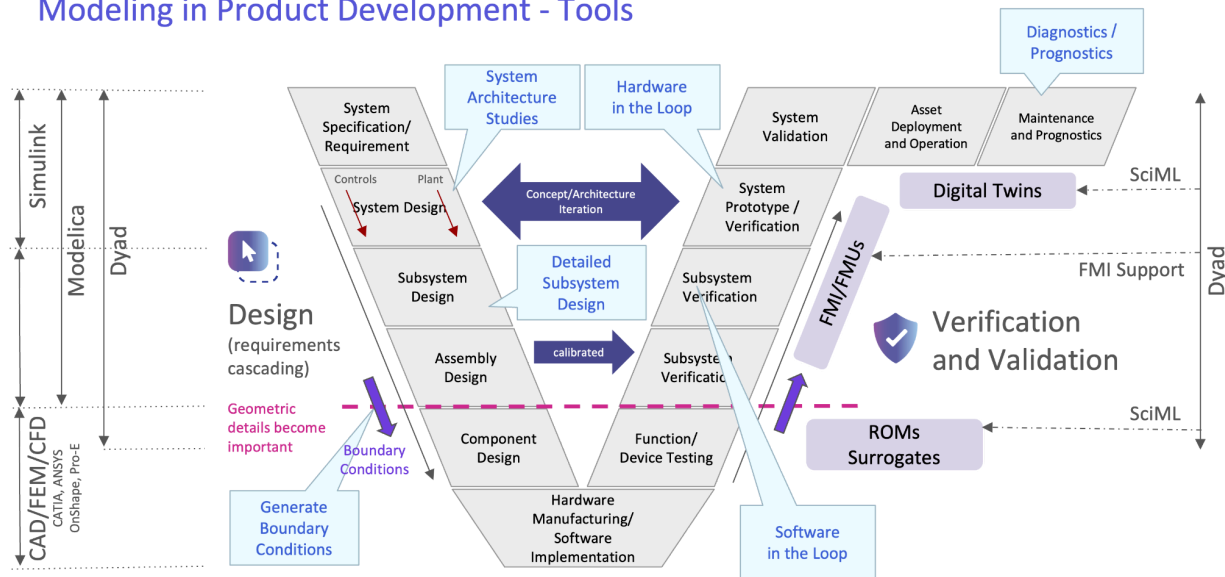 Modeling in Product Development - Tools
Diagnostics /
Prognostics
System
Architecture
Studies
Hardware
in the Loop
System
Specification/
Requirement
System
Validation
Asset
Deployment
and Operation
Maintenance
and Prognostics
Simulink
Modelica
Dyad
Controls
Plant
System Design
Concept/Architecture
Iteration
System
Prototype /
Verification
Digital Twins
SciML
Subsystem
Design
Detailed
Subsystem
Design
Subsystem
Verification
FMI/FMUs
FMI Support
Dyad
Design
(requirements
cascading)
Verification
and Validation
Assembly
Design
calibrated
Subsystem
Verificatio
Geometric
details become
important
Boundary
Conditions
Component
Design
Function/
Device Testing
ROMs
Surrogates
SciML
CAD/FEM/CFD
CATIA, ANSYS
OnShape, Pro-E
Generate
Boundary
Conditions
Hardware
Manufacturing/
Software
Implementation
Software
in the Loop